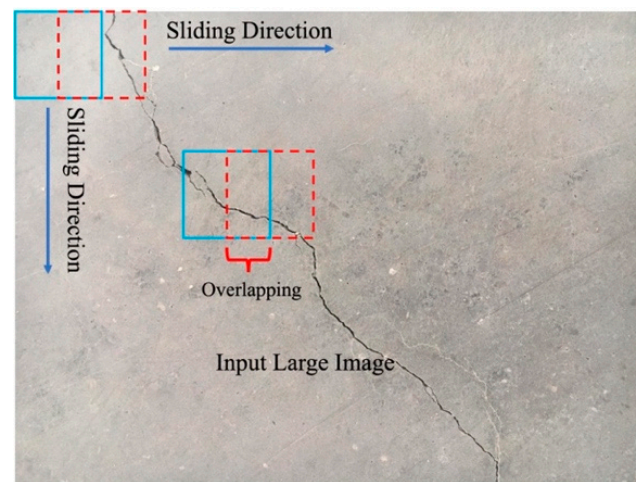 Sliding Direction
Sliding Direction
Overlapping
Input Large Image